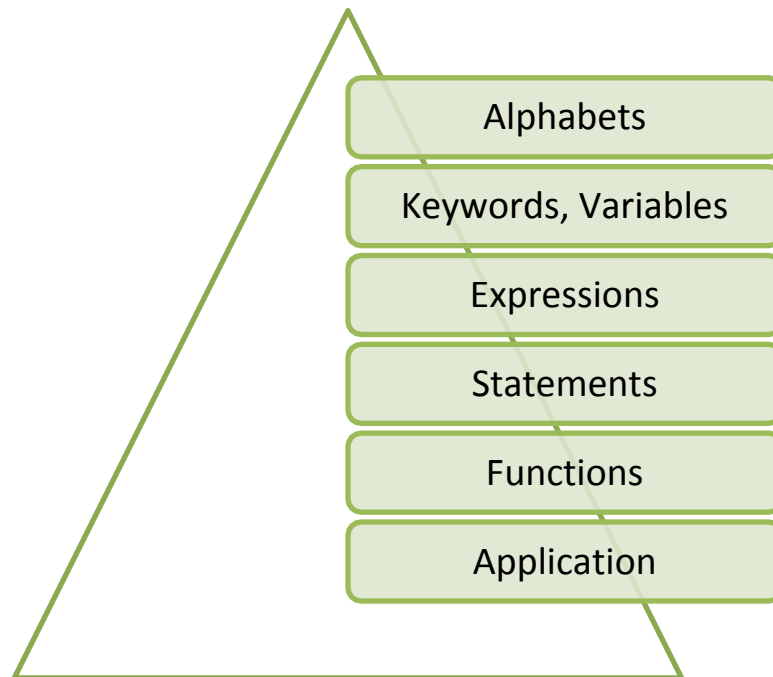 Alphabets
Keywords, Variables
Expressions
Statements
Functions
Application